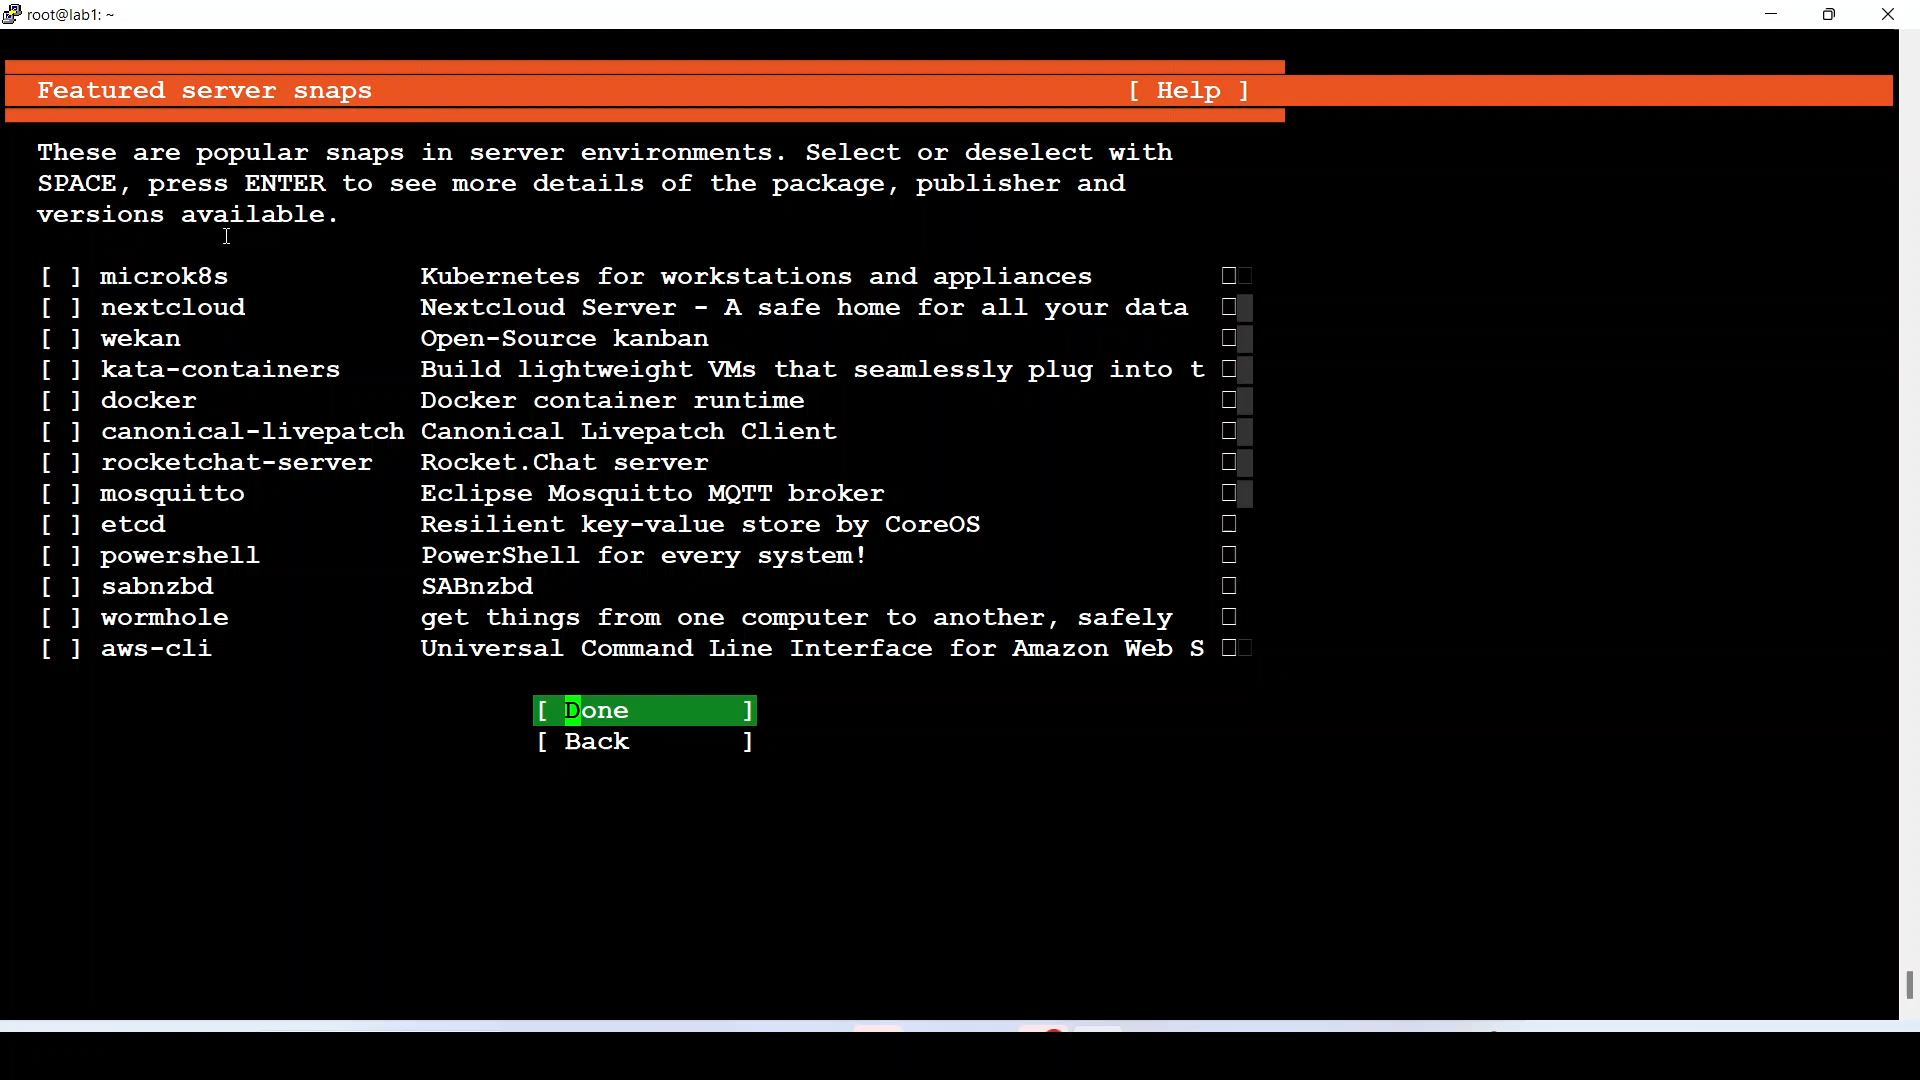 root@lab1: ~
Featured server snaps [ Help ]
These are popular snaps in server environments. Select or deselect with
SPACE, press ENTER to see more details of the package, publisher and
versions available.
[ ] microk8s Kubernetes for workstations and appliances
[ ] nextcloud Nextcloud Server - A safe home for all your data
[ ] wekan Open-Source kanban
[ ] kata-containers Build lightweight VMs that seamlessly plug into t
[ ] docker Docker container runtime
[ ] canonical-livepatch Canonical Livepatch Client
[ ] rocketchat-server Rocket.Chat server
[ ] mosquitto Eclipse Mosquitto MQTT broker
[ ] etcd Resilient key-value store by CoreOS
[ ] powershell PowerShell for every system!
[ ] sabnzbd SABnzbd
[ ] wormhole get things from one computer to another, safely
[ ] aws-cli Universal Command Line Interface for Amazon Web S
[ Done ]
[ Back ]